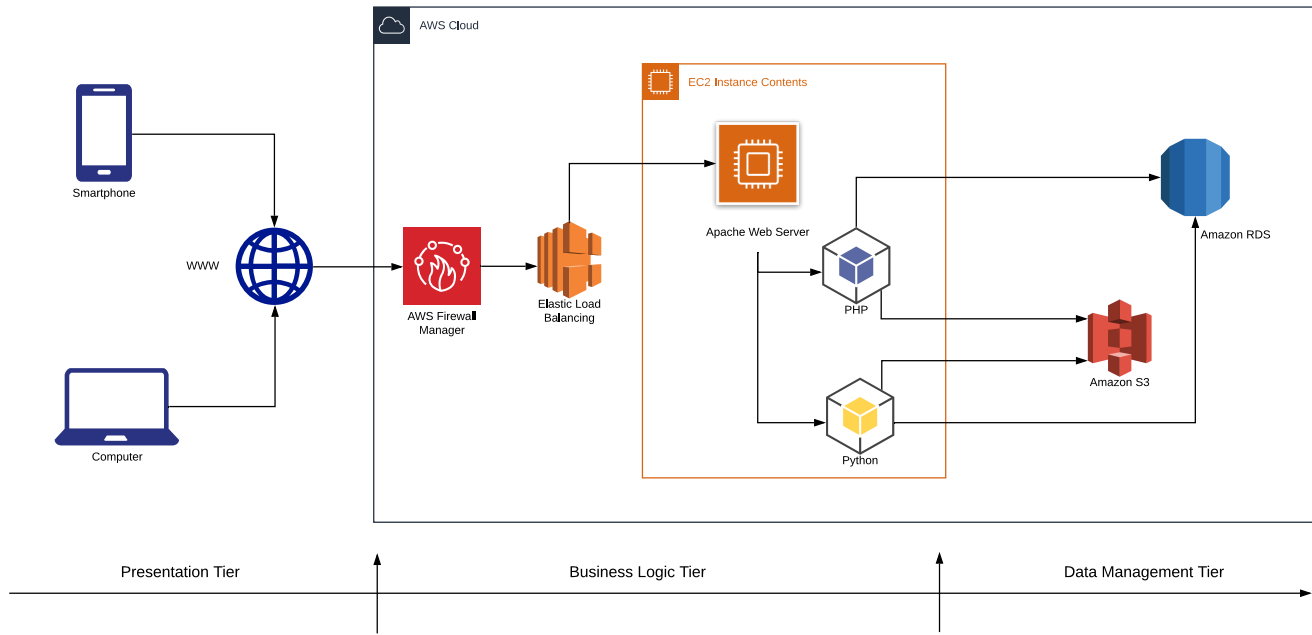 AWS Cloud
EC2 Instance Contents
Smartphone
WWW
Computer
AWS Firewall
Manager
Elastic Load
Balancing
Apache Web Server
PHP
Python
Amazon RDS
Amazon S3
Presentation Tier
Business Logic Tier
Data Management Tier